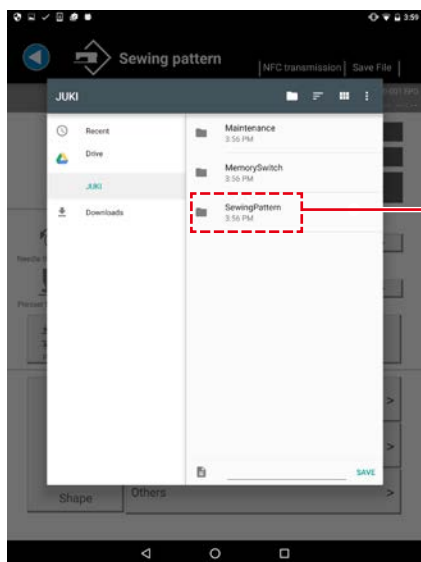 3:59
Sewing pattern
NFC transmission
Save File
JUKI
Recent
Drive
JUKI
Downloads
Maintenance
3:56 PM
MemorySwitch
3:56 PM
SewingPattern
3:56 PM
SAVE
Shape
Others